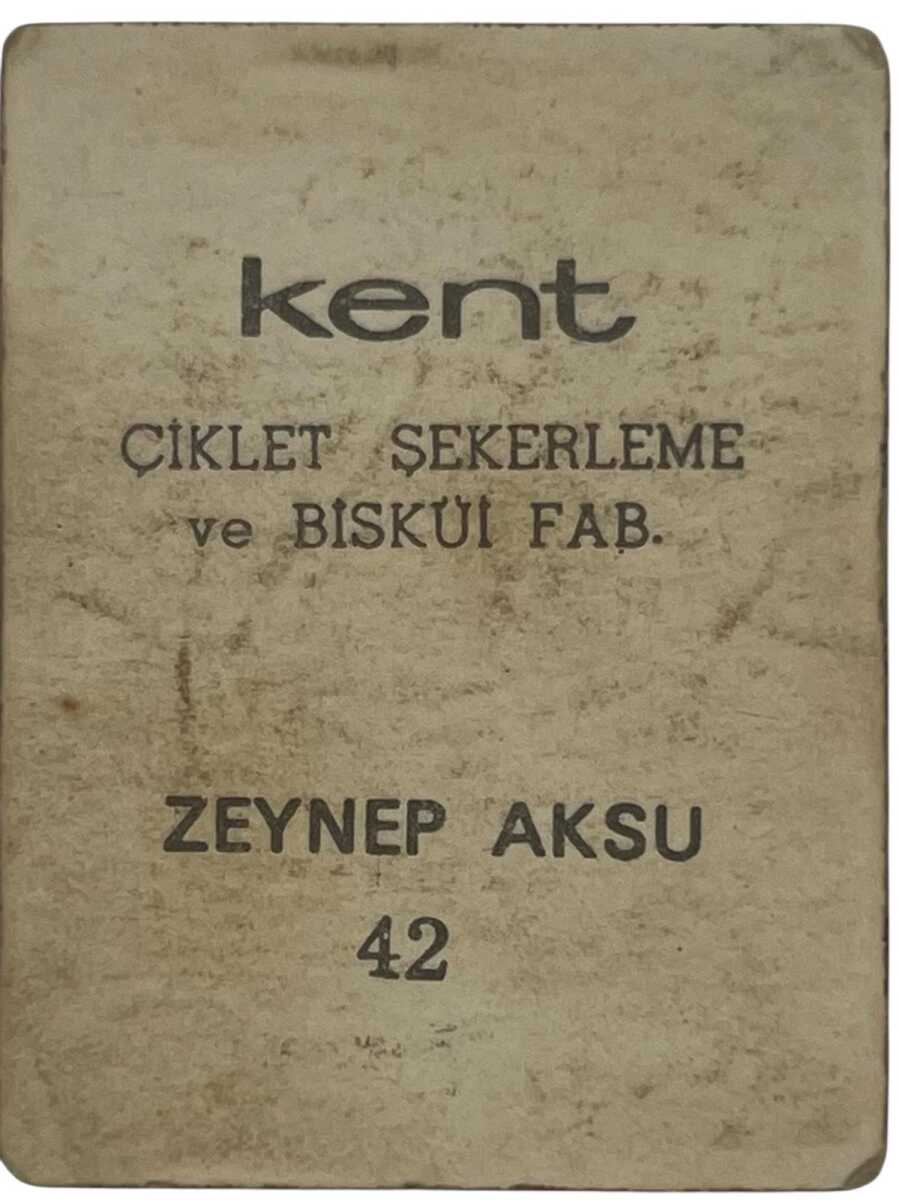 kent
ÇİKLET ŞEKERLEME
ve BİSKÜİ FAB.
ZEYNEP AKSU
42